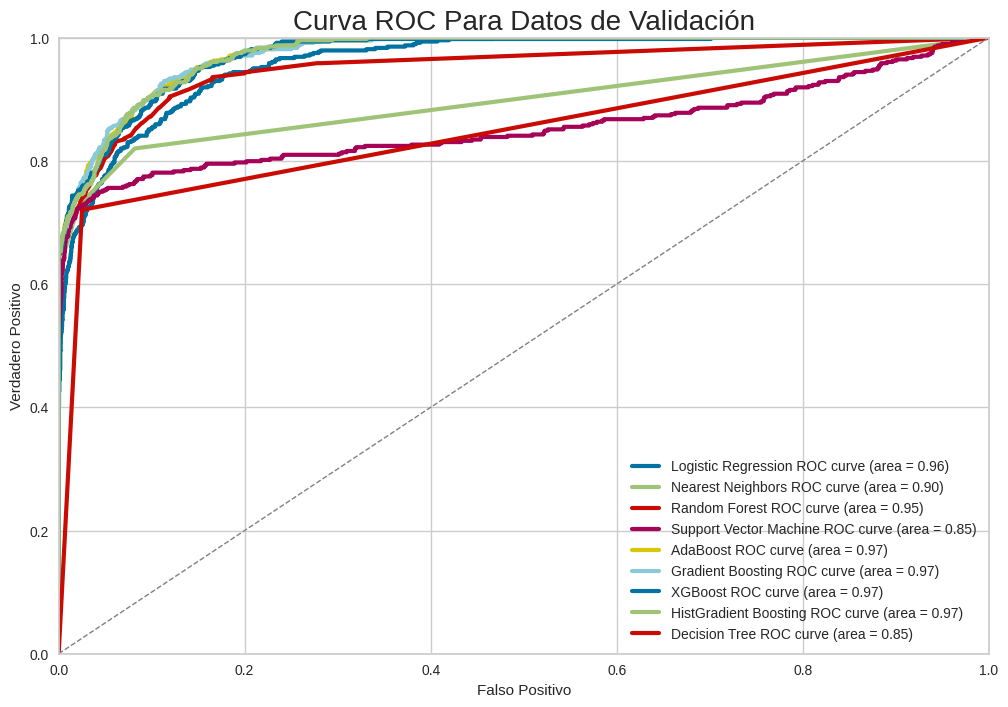 Curva ROC Para Datos de Validación
1.0
0.8
0.6
0.4
0.2
0.0
Verdadero Positivo
Logistic Regression ROC curve (area = 0.96)
Nearest Neighbors ROC curve (area = 0.90)
Random Forest ROC curve (area = 0.95)
Support Vector Machine ROC curve (area = 0.85)
AdaBoost ROC curve (area = 0.97)
Gradient Boosting ROC curve (area = 0.97)
XGBoost ROC curve (area = 0.97)
HistGradient Boosting ROC curve (area = 0.97)
Decision Tree ROC curve (area = 0.85)
0.0 0.2 0.4 0.6 0.8 1.0
Falso Positivo